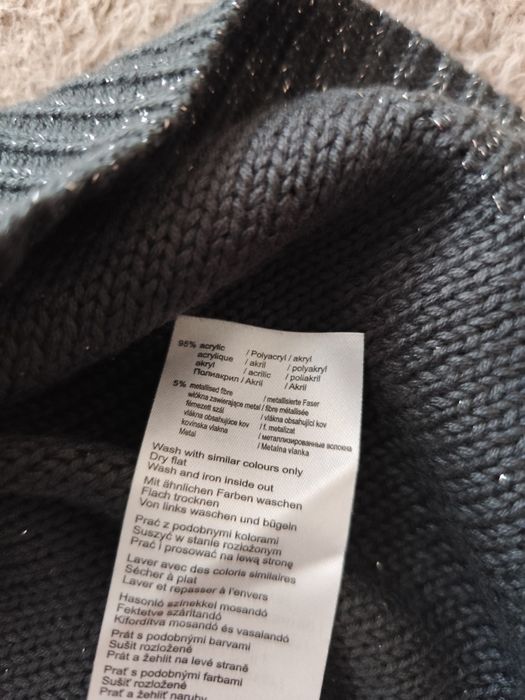 95% acrylic / Polyacryl / akryl
acrylique / akril / polyakryl
akryl / acrilic / poliakril
Полиакрил / Akril / Akril
5% metallised fibre / metallisierte Faser
włókna zawierające metal / fibre métallisée
fémezett szál / vlákna obsahující kov
vlákna obsahujúce kov / f. metalizat
kovinska vlakna / металлизированные волокна
Metal / Metalna vlanka
Wash with similar colours only
Dry flat
Wash and iron inside out
Mit ähnlichen Farben waschen
Flach trocknen
Von links waschen und bügeln
Prać z podobnymi kolorami
Suszyć w stanie rozłożonym
Prać i prosować na lewą stronę
Laver avec des coloris similaires
Sécher à plat
Laver et repasser à l'envers
Hasonló színekkel mosandó
Fektetve szárítandó
Kifordítva mosandó és vasalandó
Prát s podobnými barvami
Sušit rozložené
Prát a žehlit na levé straně
Prať s podobnými farbami
Sušiť rozložené
Prať a žehliť naruby